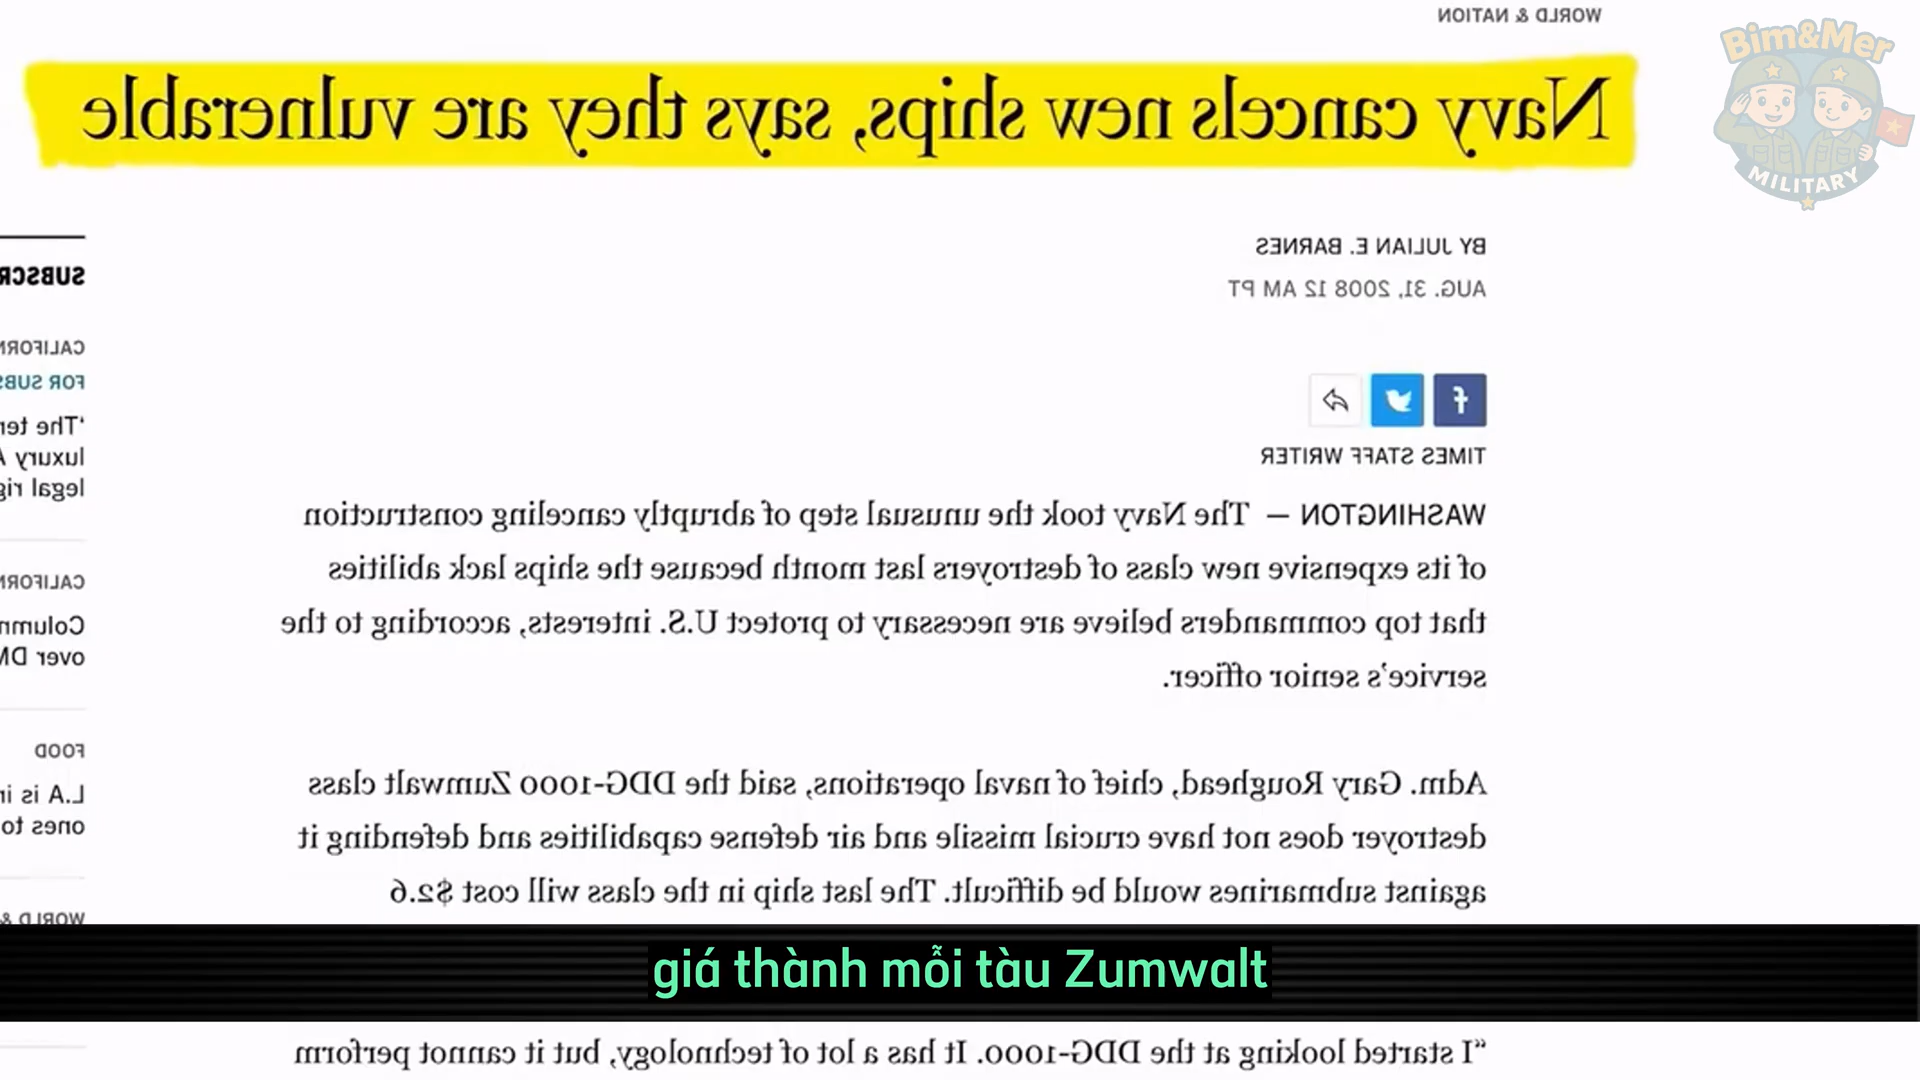 WORLD & NATION
Bim&Mer
MILITARY
Navy cancels new ships, says they are vulnerable
BY JULIAN E. BARNES
AUG. 31, 2008 12 AM PT
TIMES STAFF WRITER
WASHINGTON — The Navy took the unusual step of abruptly canceling construction
of its expensive new class of destroyers last month because the ships lack abilities
that top commanders believe are necessary to protect U.S. interests, according to the
service’s senior officer.
Adm. Gary Roughead, chief of naval operations, said the DDG-1000 Zumwalt class
destroyer does not have crucial missile and air defense capabilities and defending it
against submarines would be difficult. The last ship in the class will cost $2.6
“I started looking at the DDG-1000. It has a lot of technology, but it cannot perform
SUBSCR
CALIFORN
FOR SUBS
‘The ter
luxury A
legal rig
CALIFORN
Column
over DM
FOOD
L.A. is in
ones to
WORLD &
giá thành mỗi tàu Zumwalt